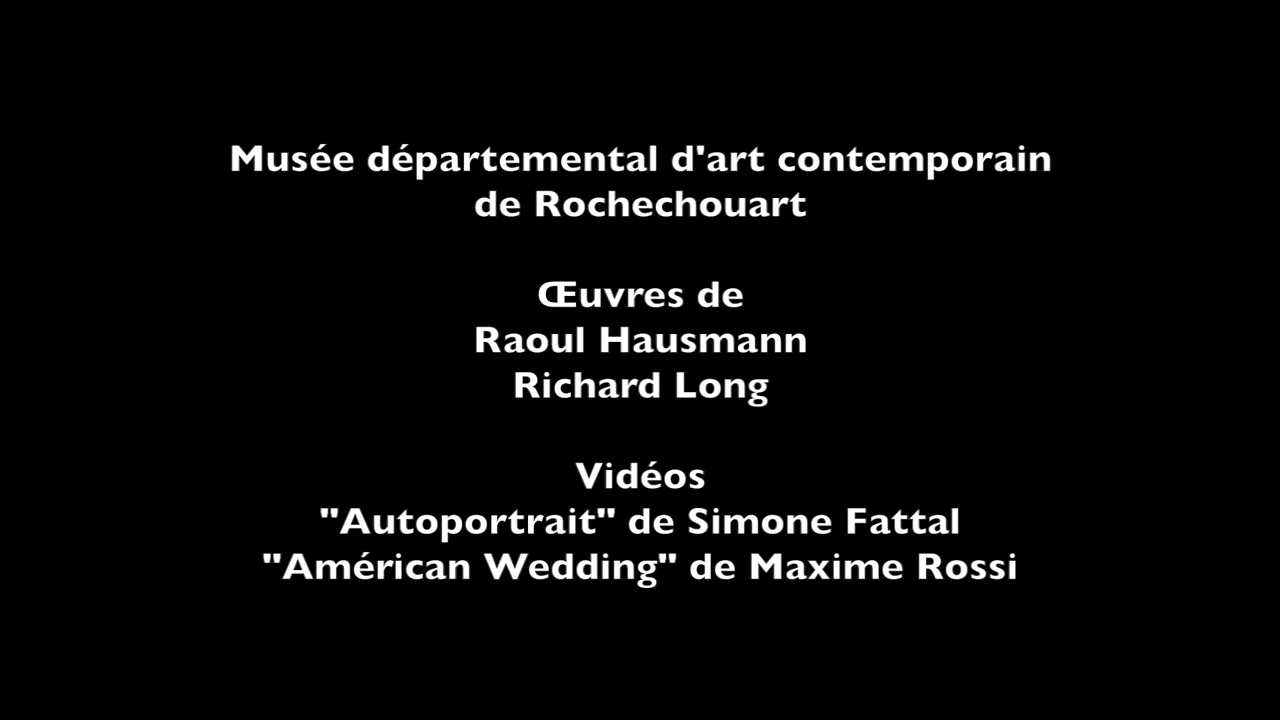 Musée départemental d'art contemporain
de Rochechouart
Œuvres de
Raoul Hausmann
Richard Long
Vidéos
"Autoportrait" de Simone Fattal
"Américan Wedding" de Maxime Rossi